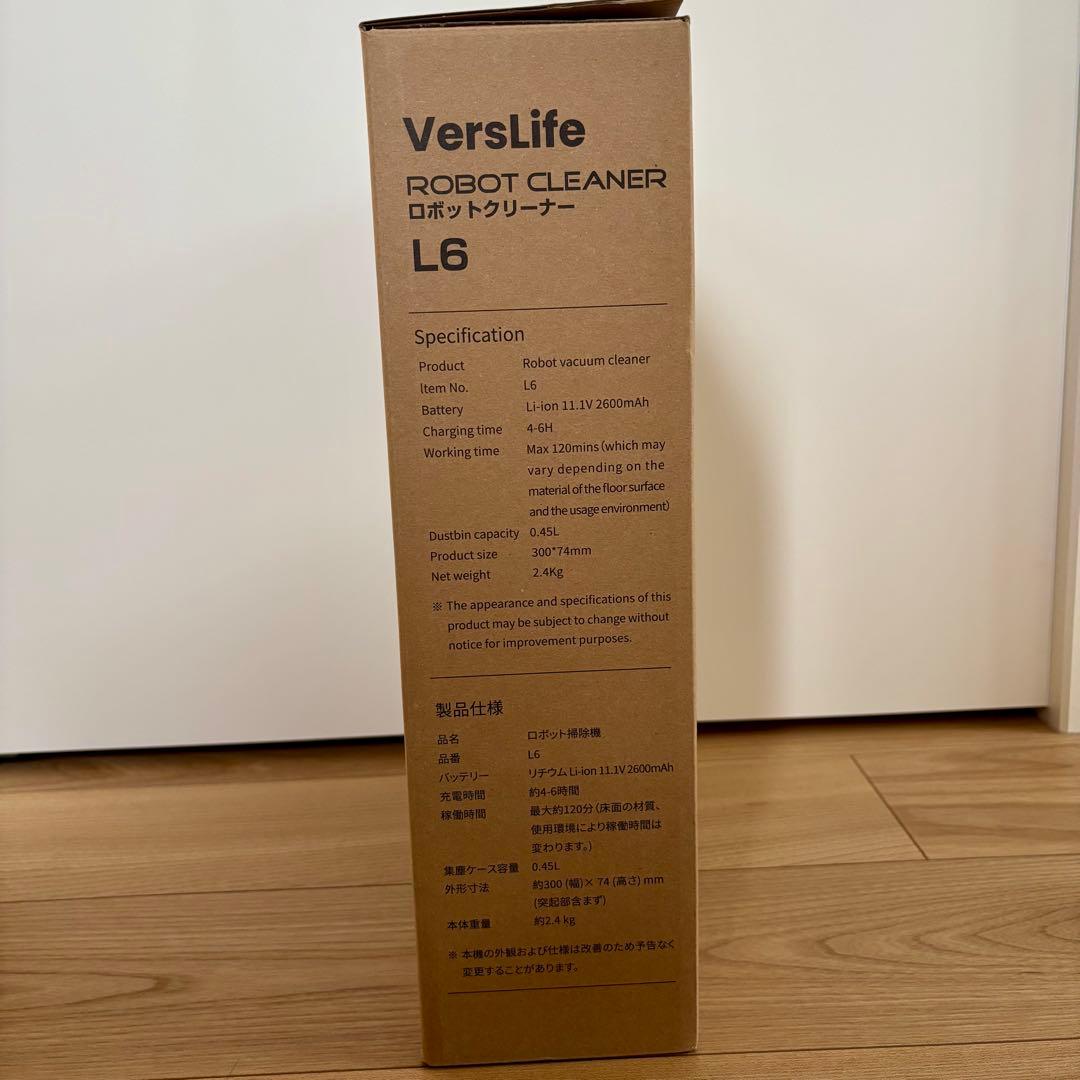 VersLife
ROBOT CLEANER
ロボットクリーナー
L6
Specification
Product Robot vacuum cleaner
Item No. L6
Battery Li-ion 11.1V 2600mAh
Charging time 4-6H
Working time Max 120mins (which may
vary depending on the
material of the floor surface
and the usage environment)
Dustbin capacity 0.45L
Product size 300*74mm
Net weight 2.4Kg
※ The appearance and specifications of this
product may be subject to change without
notice for improvement purposes.
製品仕様
品名 ロボット掃除機
品番 L6
バッテリー リチウム Li-ion 11.1V 2600mAh
充電時間 約4-6時間
稼働時間 最大約120分（床面の材質、
使用環境により稼働時間は
変わります。)
集塵ケース容量 0.45L
外形寸法 約300 (幅)× 74 (高さ) mm
(突起部含まず)
本体重量 約2.4 kg
※ 本機の外観および仕様は改善のため予告なく
変更することがあります。